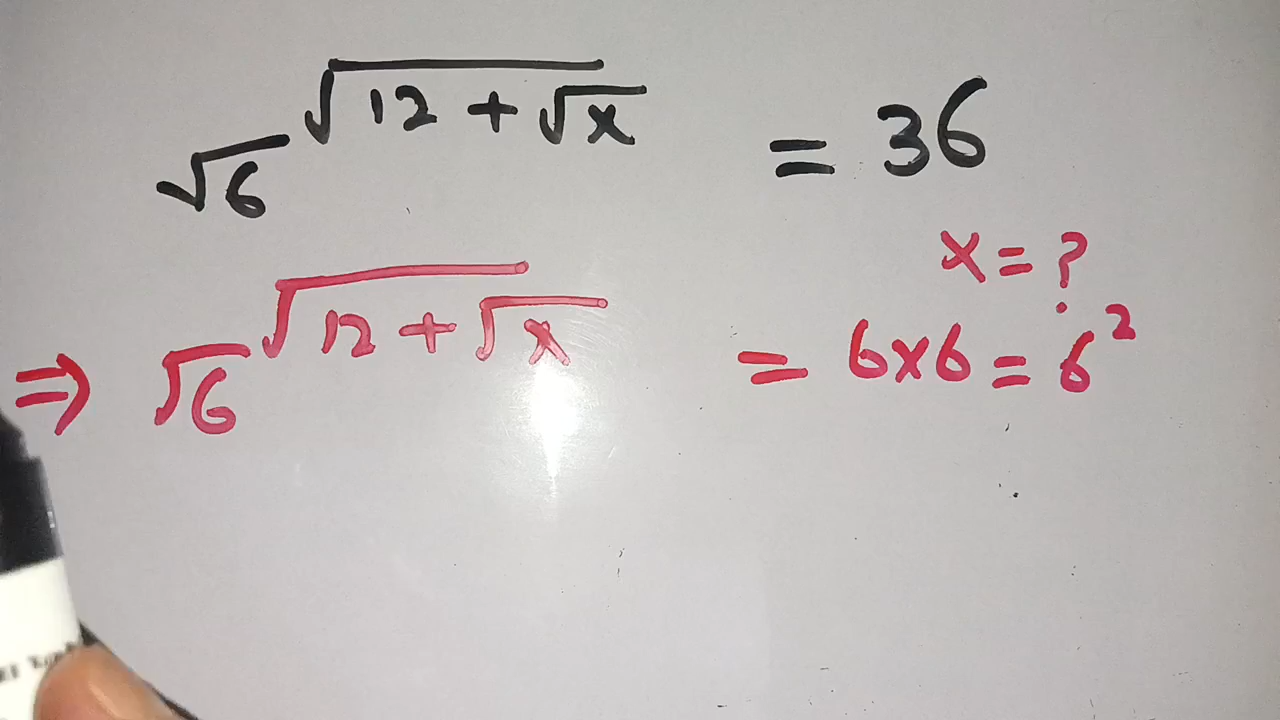 √6^√(12 + √x) = 36
x = ?
⇒ √6^√(12 + √x) = 6×6 = 6²